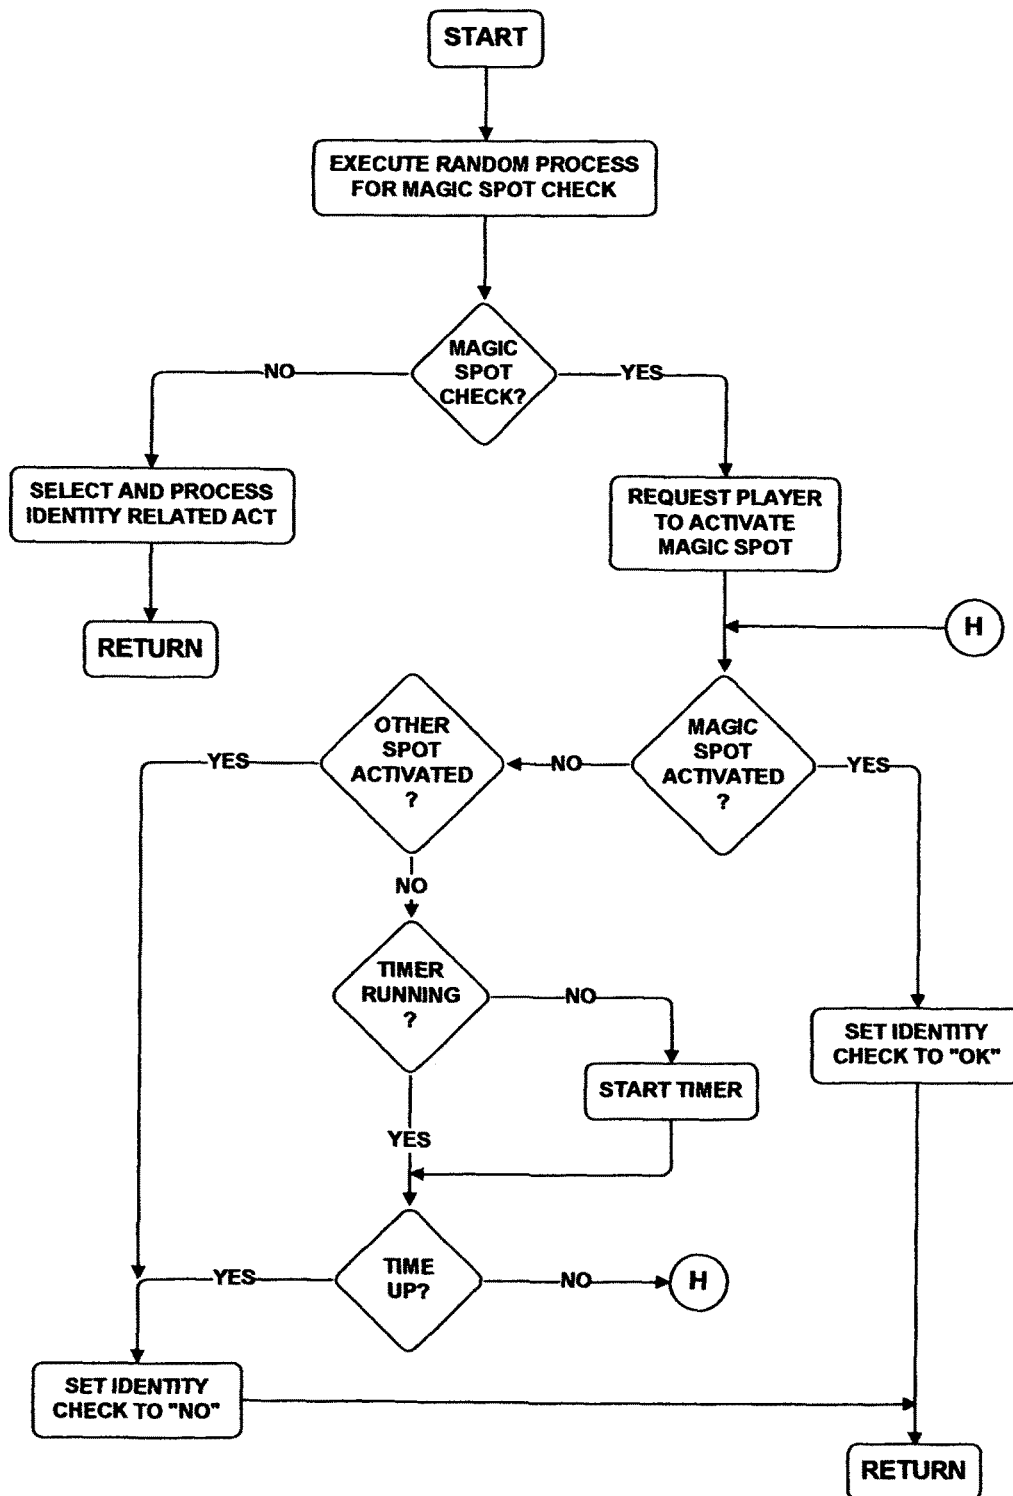 START
EXECUTE RANDOM PROCESS
FOR MAGIC SPOT CHECK
MAGIC
SPOT
CHECK?
NO
YES
SELECT AND PROCESS
IDENTITY RELATED ACT
REQUEST PLAYER
TO ACTIVATE
MAGIC SPOT
RETURN
H
OTHER
SPOT
ACTIVATED
?
MAGIC
SPOT
ACTIVATED
?
YES
NO
YES
NO
TIMER
RUNNING
?
NO
SET IDENTITY
CHECK TO "OK"
START TIMER
YES
TIME
UP?
YES
NO
H
SET IDENTITY
CHECK TO "NO"
RETURN